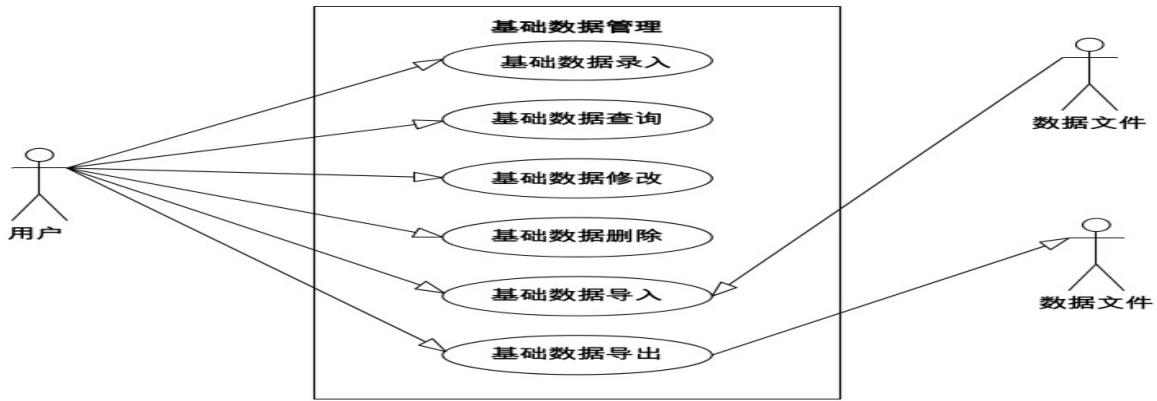 基础数据管理
基础数据录入
基础数据查询
基础数据修改
基础数据删除
基础数据导入
基础数据导出
用户
数据文件
数据文件